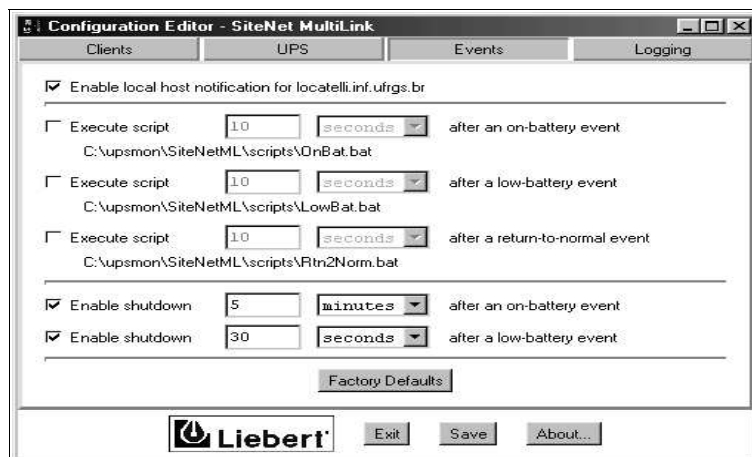 Configuration Editor - SiteNet MultiLink
Clients UPS Events Logging
Enable local host notification for locatelli.inf.ufrgs.br
Execute script 10 seconds after an on-battery event
C:\upsmon\SiteNetML\scripts\OnBat.bat
Execute script 10 seconds after a low-battery event
C:\upsmon\SiteNetML\scripts\LowBat.bat
Execute script 10 seconds after a return-to-normal event
C:\upsmon\SiteNetML\scripts\Rtn2Norm.bat
Enable shutdown 5 minutes after an on-battery event
Enable shutdown 30 seconds after a low-battery event
Factory Defaults
Liebert Exit Save About...